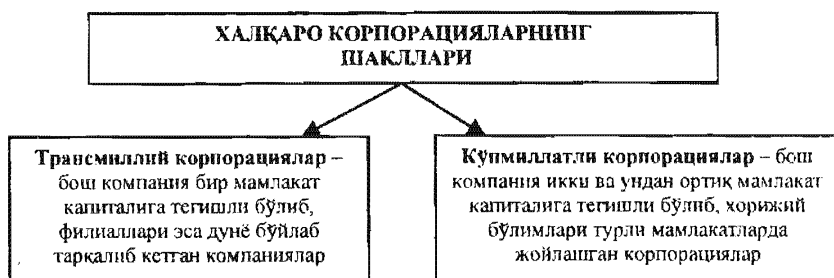 ХАЛҚАРО КОРПОРАЦИЯЛАРНИНГ
ШАКЛЛАРИ
Трансмиллий корпорациялар –
бош компания бир мамлакат
капиталига тегишли бўлиб,
филиаллари эса дунё бўйлаб
тарқалиб кетган компаниялар
Кўпмиллатли корпорациялар – бош
компания икки ва ундан ортиқ мамлакат
капиталига тегишли бўлиб, хорижий
бўлимлари турли мамлакатларда
жойлашган корпорациялар